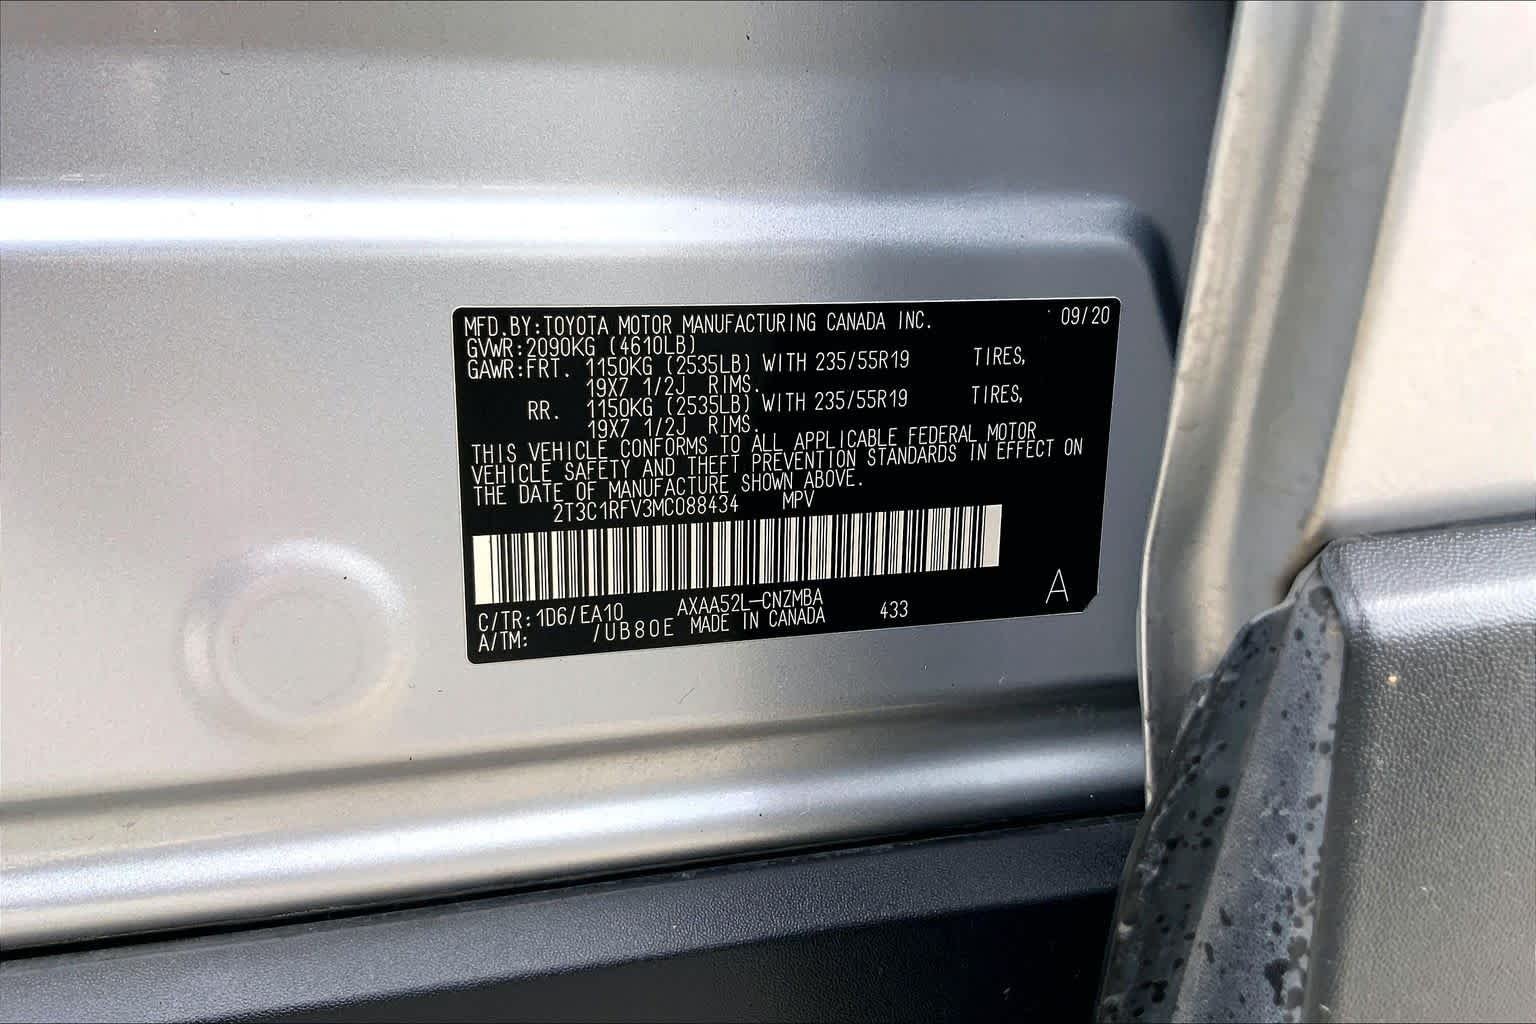 MFD.BY:TOYOTA MOTOR MANUFACTURING CANADA INC. 09/20
GVWR:2090KG (4610LB)
GAWR:FRT. 1150KG (2535LB) WITH 235/55R19 TIRES,
19X7 1/2J RIMS.
RR. 1150KG (2535LB) WITH 235/55R19 TIRES,
19X7 1/2J RIMS.
THIS VEHICLE CONFORMS TO ALL APPLICABLE FEDERAL MOTOR
VEHICLE SAFETY AND THEFT PREVENTION STANDARDS IN EFFECT ON
THE DATE OF MANUFACTURE SHOWN ABOVE.
2T3C1RFV3MC088434 MPV
C/TR:1D6/EA10 AXAA52L-CNZMBA 433 A
A/TM: /UB80E MADE IN CANADA